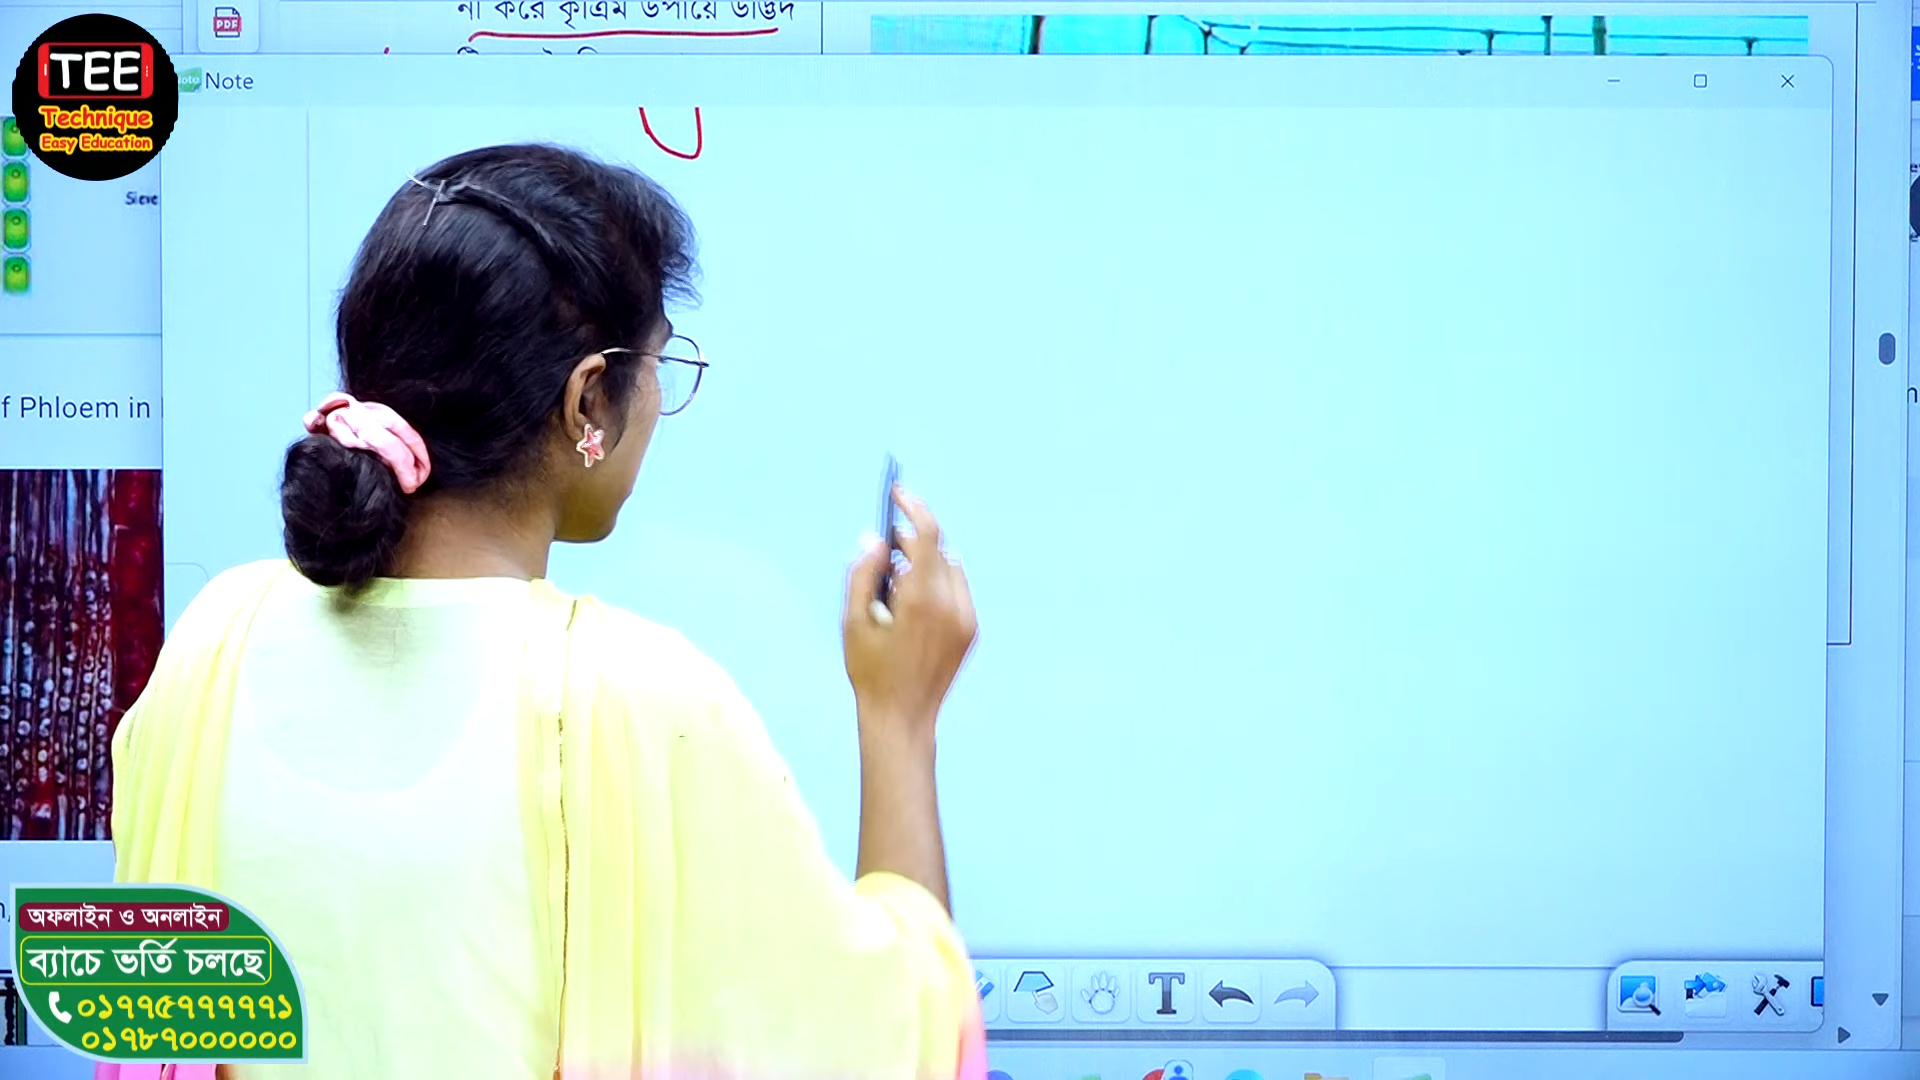 না করে কৃত্রিম উপায়ে উদ্ভিদ
PDF
TEE
Technique
Easy Education
Note
Sieve
f Phloem in
T
অফলাইন ও অনলাইন
ব্যাচে ভর্তি চলছে
০১৭৭৫৭৭৭৭৭১
০১৭৮৭০০০০০০